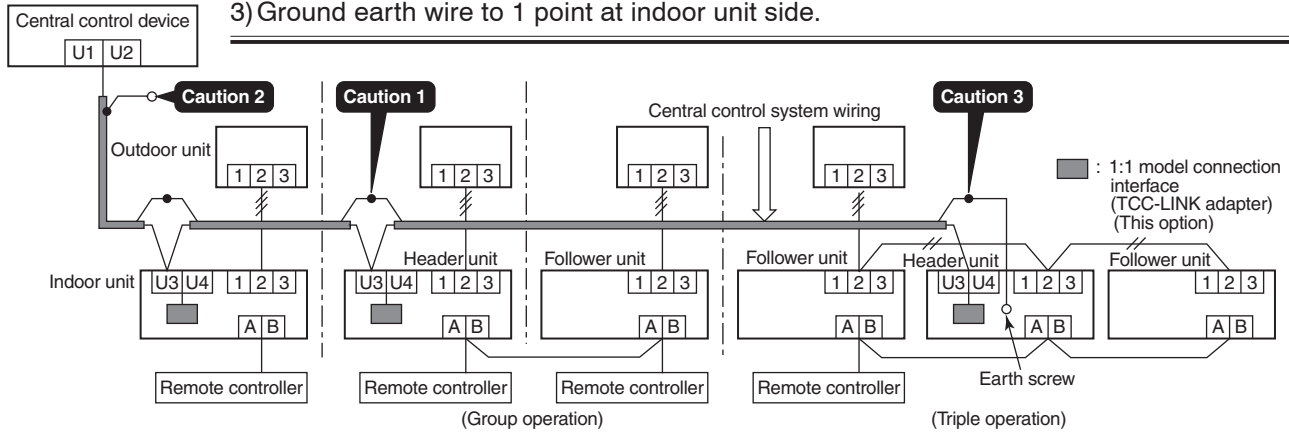 3) Ground earth wire to 1 point at indoor unit side.
Central control device
U1 U2
Caution 2
Caution 1
Caution 3
Central control system wiring
Outdoor unit
1 2 3
1 2 3
1 2 3
1 2 3
: 1:1 model connection
interface
(TCC-LINK adapter)
(This option)
Indoor unit
Header unit
Follower unit
Follower unit
Header unit
Follower unit
U3 U4 1 2 3
U3 U4 1 2 3
1 2 3
1 2 3
U3 U4 1 2 3
1 2 3
A B
A B
A B
A B
A B
A B
Remote controller
Remote controller
Remote controller
Remote controller
Earth screw
(Group operation)
(Triple operation)